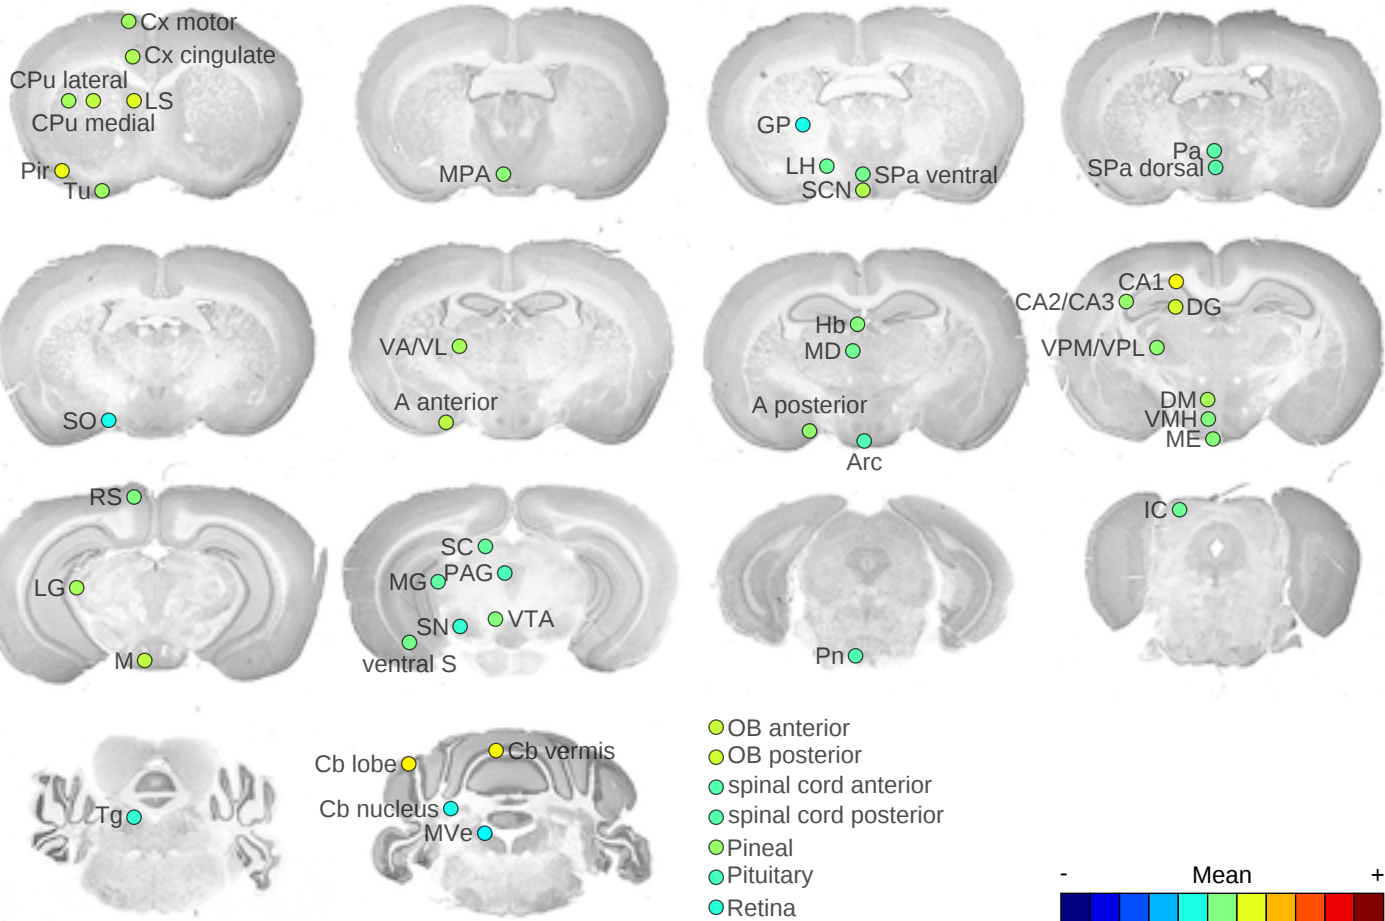 Cx motor
Cx cingulate
CPu lateral
LS
CPu medial
Pir
Tu
MPA
GP
LH
SPa ventral
SCN
Pa
SPa dorsal
SO
VA/VL
A anterior
Hb
MD
A posterior
Arc
CA1
CA2/CA3
DG
VPM/VPL
DM
VMH
ME
RS
LG
M
SC
MG
PAG
SN
VTA
ventral S
Pn
IC
Tg
Cb lobe
Cb vermis
Cb nucleus
MVe
OB anterior
OB posterior
spinal cord anterior
spinal cord posterior
Pineal
Pituitary
Retina
- Mean +